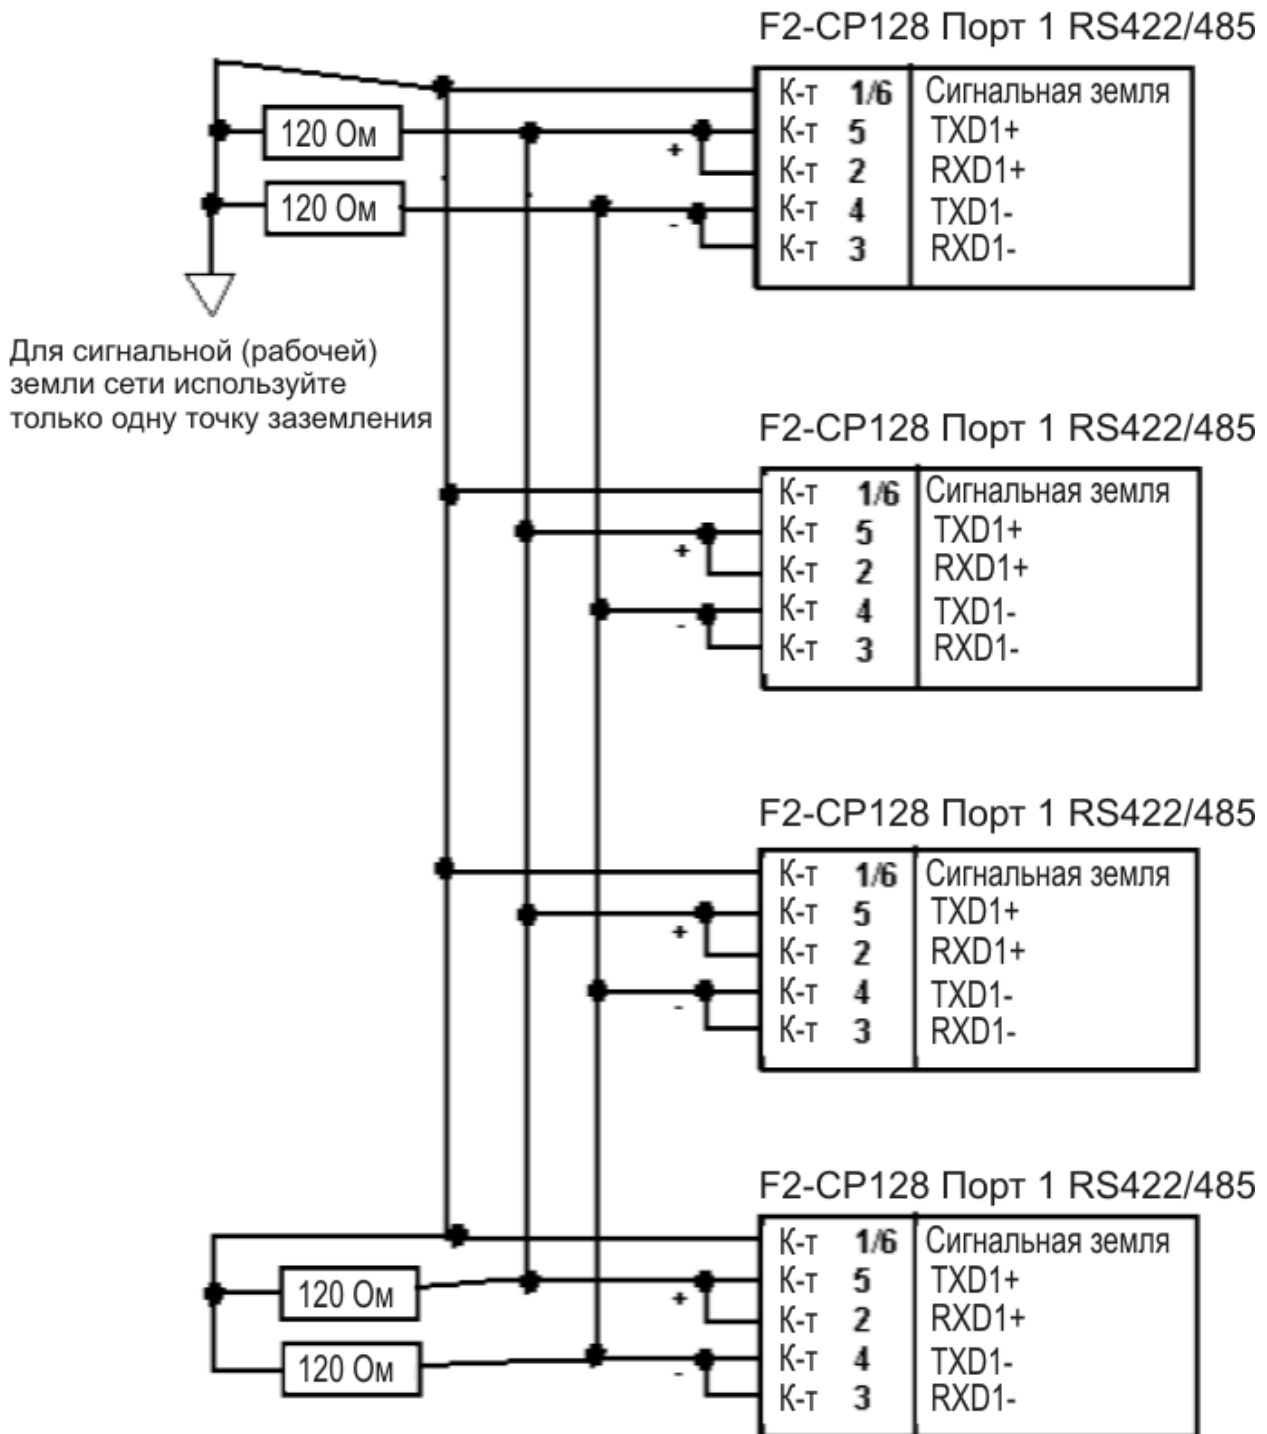 F2-CP128 Порт 1 RS422/485
К-т 1/6 Сигнальная земля
120 Ом + К-т 5 TXD1+
К-т 2 RXD1+
120 Ом - К-т 4 TXD1-
К-т 3 RXD1-
Для сигнальной (рабочей)
земли сети используйте
только одну точку заземления
F2-CP128 Порт 1 RS422/485
К-т 1/6 Сигнальная земля
+ К-т 5 TXD1+
К-т 2 RXD1+
- К-т 4 TXD1-
К-т 3 RXD1-
F2-CP128 Порт 1 RS422/485
К-т 1/6 Сигнальная земля
+ К-т 5 TXD1+
К-т 2 RXD1+
- К-т 4 TXD1-
К-т 3 RXD1-
F2-CP128 Порт 1 RS422/485
К-т 1/6 Сигнальная земля
120 Ом + К-т 5 TXD1+
К-т 2 RXD1+
120 Ом - К-т 4 TXD1-
К-т 3 RXD1-